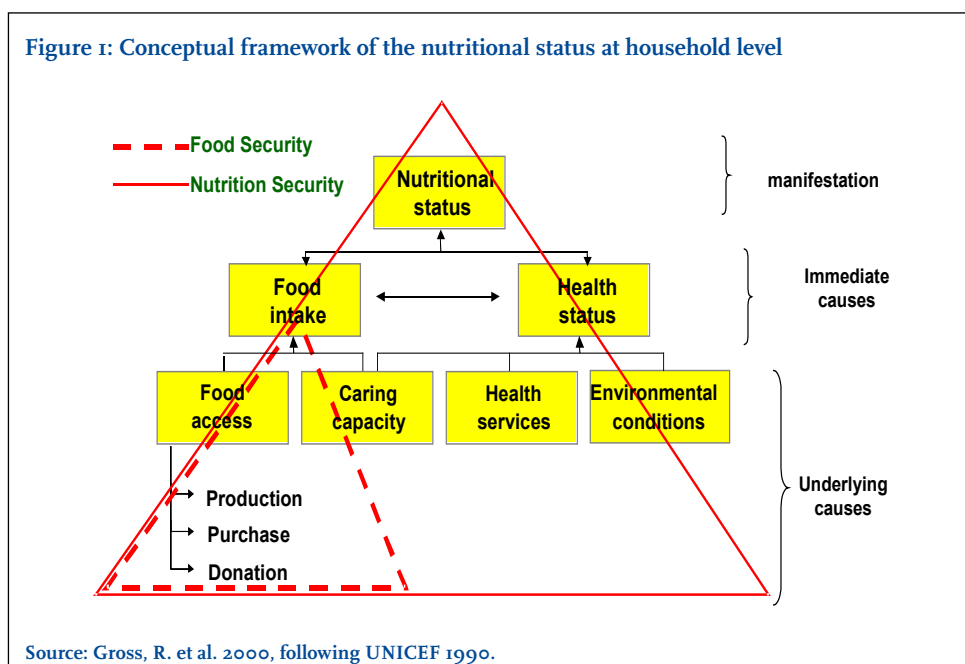 Figure 1: Conceptual framework of the nutritional status at household level
Food Security
Nutrition Security
Nutritional
status
manifestation
Food
intake
Health
status
Immediate
causes
Food
access
Caring
capacity
Health
services
Environmental
conditions
Production
Purchase
Donation
Underlying
causes
Source: Gross, R. et al. 2000, following UNICEF 1990.